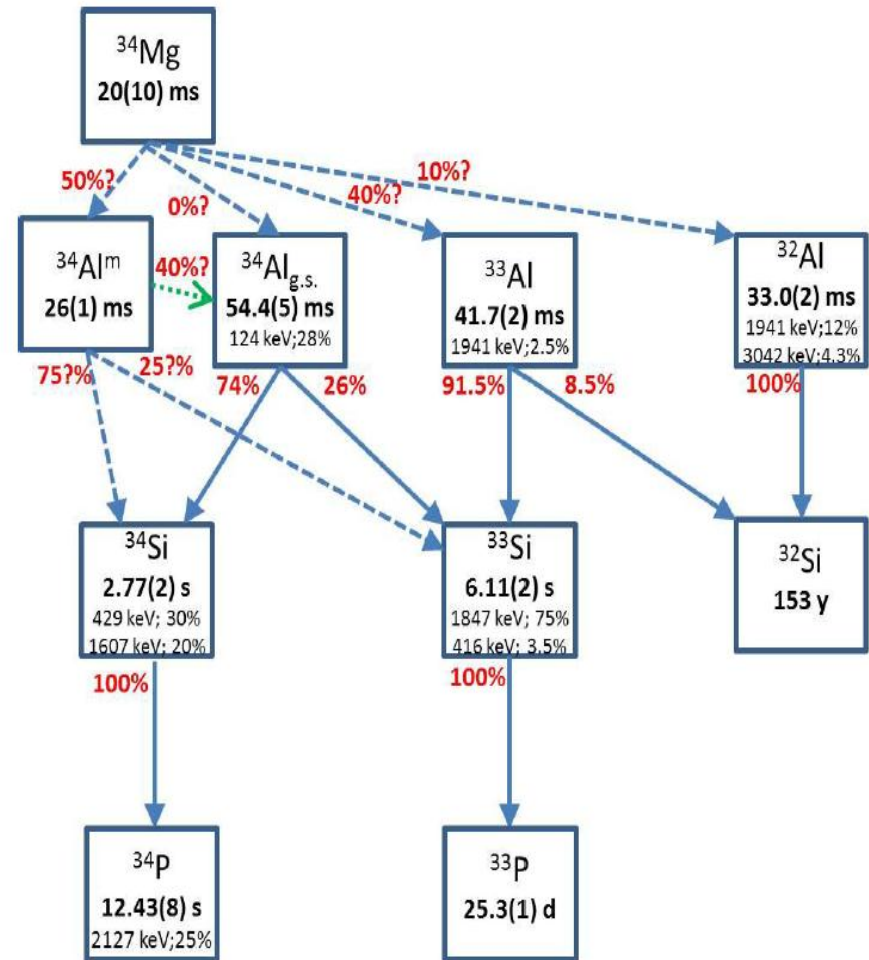 ³⁴Mg
20(10) ms
50%?
0%?
40%?
10%?
³⁴Alᵐ
26(1) ms
40%?
³⁴Al g.s.
54.4(5) ms
124 keV;28%
³³Al
41.7(2) ms
1941 keV;2.5%
³²Al
33.0(2) ms
1941 keV;12%
3042 keV;4.3%
75?%
25?%
74%
26%
91.5%
8.5%
100%
³⁴Si
2.77(2) s
429 keV; 30%
1607 keV; 20%
³³Si
6.11(2) s
1847 keV; 75%
416 keV; 3.5%
³²Si
153 y
100%
100%
³⁴P
12.43(8) s
2127 keV;25%
³³P
25.3(1) d